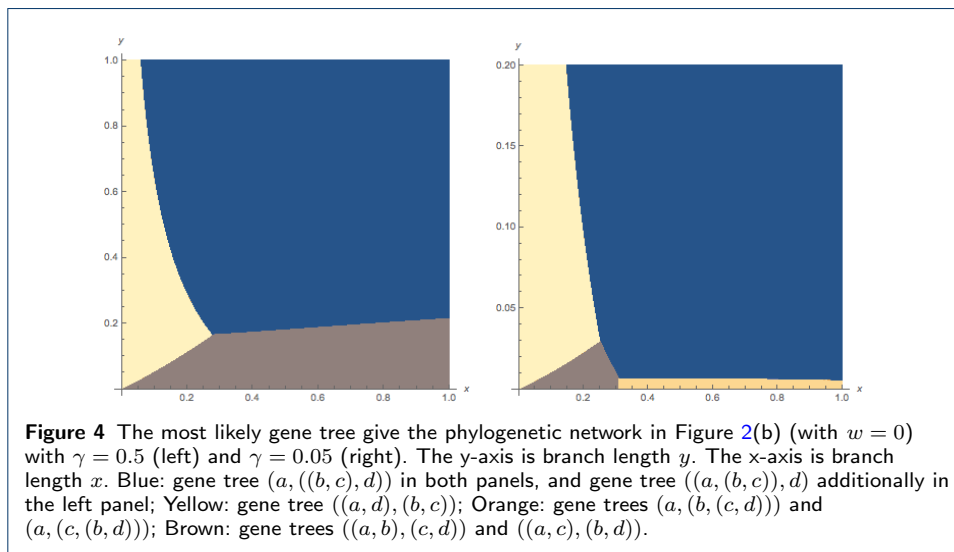 y
1.0
0.8
0.6
0.4
0.2
0.2
0.4
0.6
0.8
1.0
x
y
0.20
0.15
0.10
0.05
0.2
0.4
0.6
0.8
1.0
x
Figure 4 The most likely gene tree give the phylogenetic network in Figure 2(b) (with w = 0)
with γ = 0.5 (left) and γ = 0.05 (right). The y-axis is branch length y. The x-axis is branch
length x. Blue: gene tree (a, ((b, c), d)) in both panels, and gene tree ((a, (b, c)), d) additionally in
the left panel; Yellow: gene tree ((a, d), (b, c)); Orange: gene trees (a, (b, (c, d))) and
(a, (c, (b, d))); Brown: gene trees ((a, b), (c, d)) and ((a, c), (b, d)).